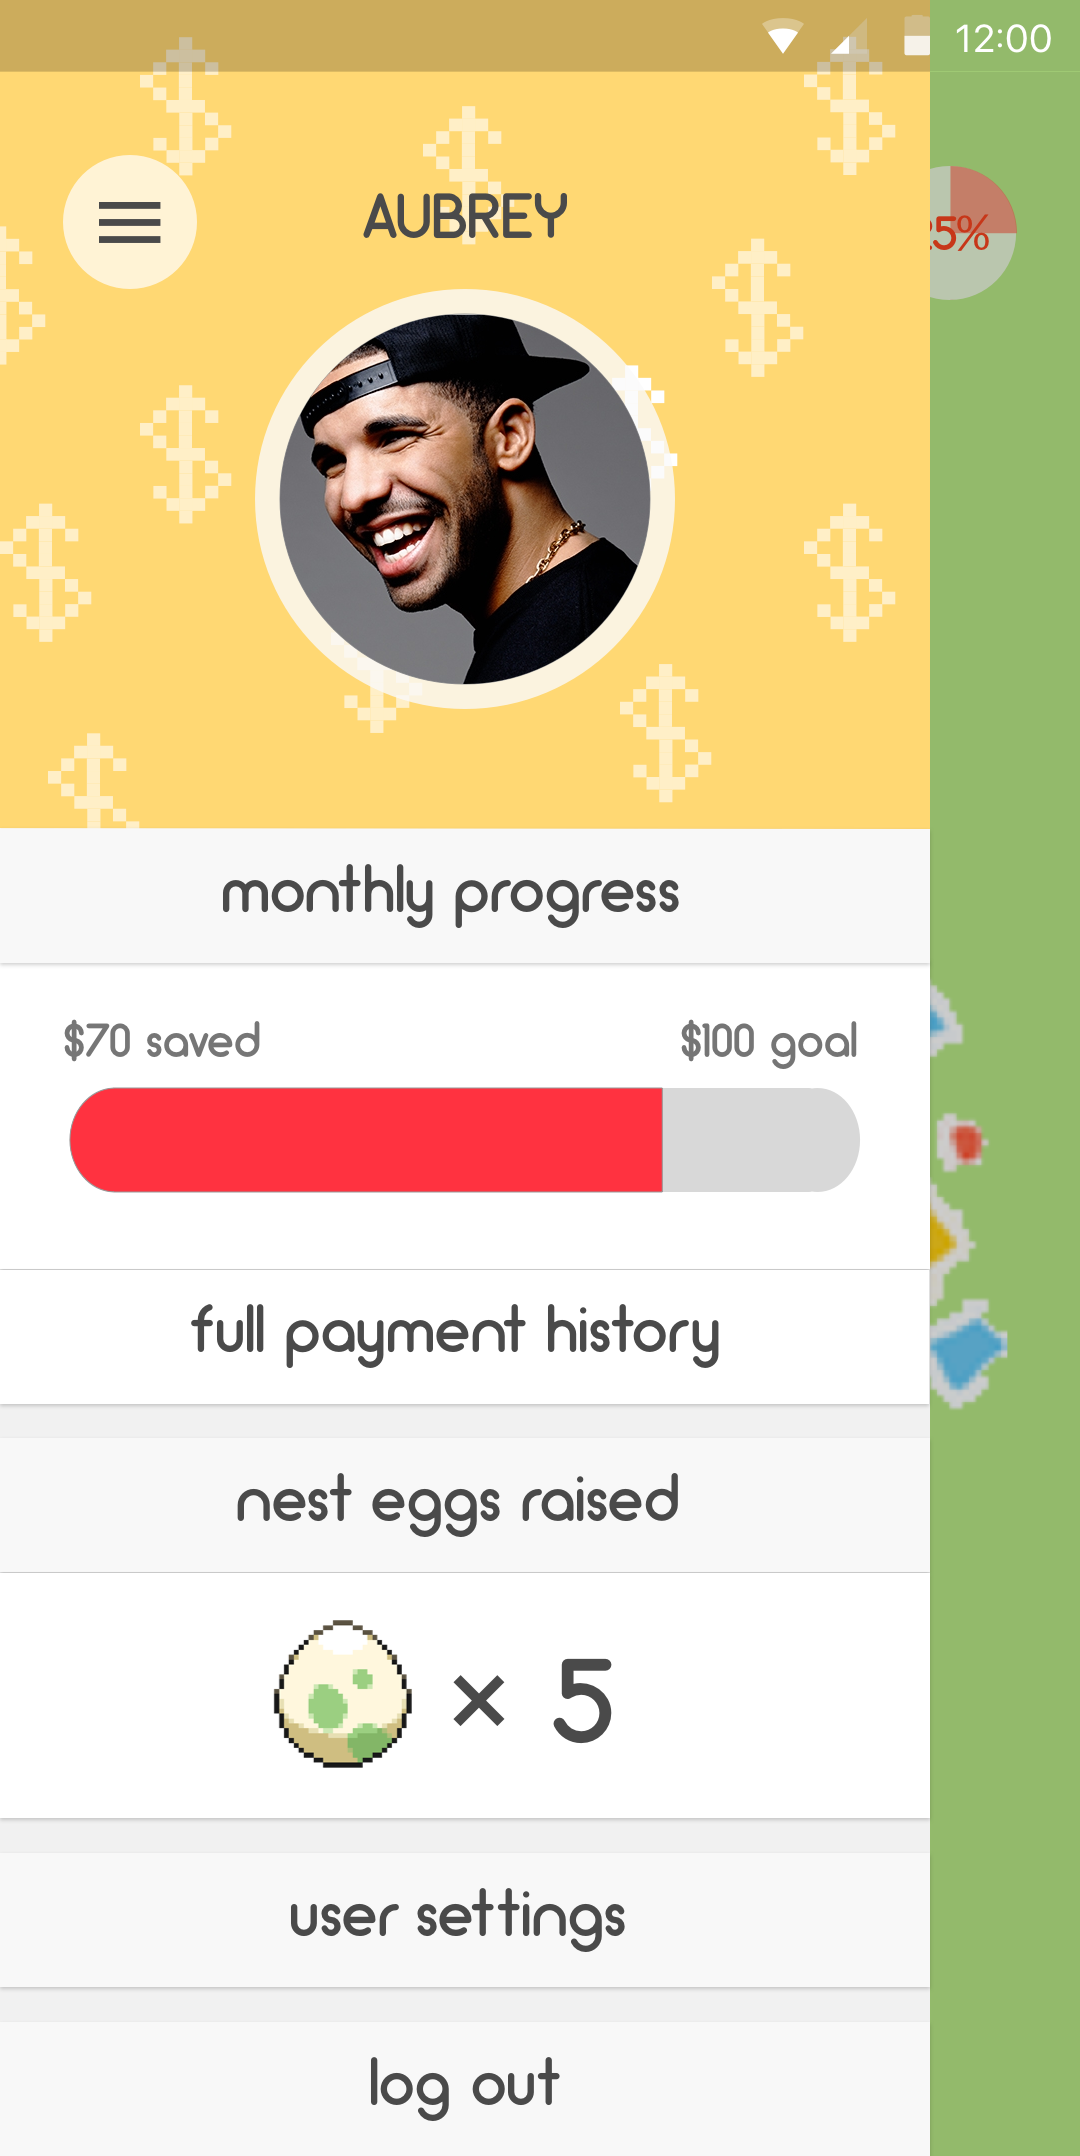 12:00
AUBREY
25%
monthly progress
$70 saved
$100 goal
full payment history
nest eggs raised
× 5
user settings
log out